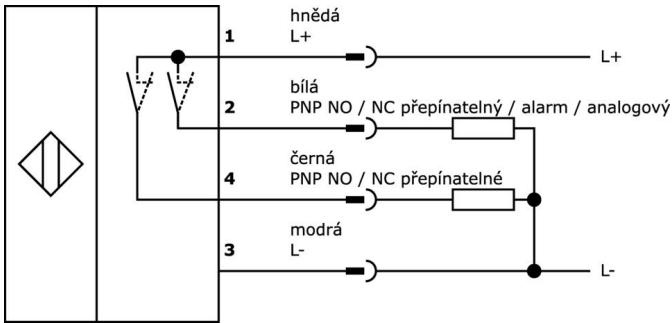 hnědá
1 L+ L+
bílá
2 PNP NO / NC přepínatelný / alarm / analogový
černá
4 PNP NO / NC přepínatelné
modrá
3 L- L-